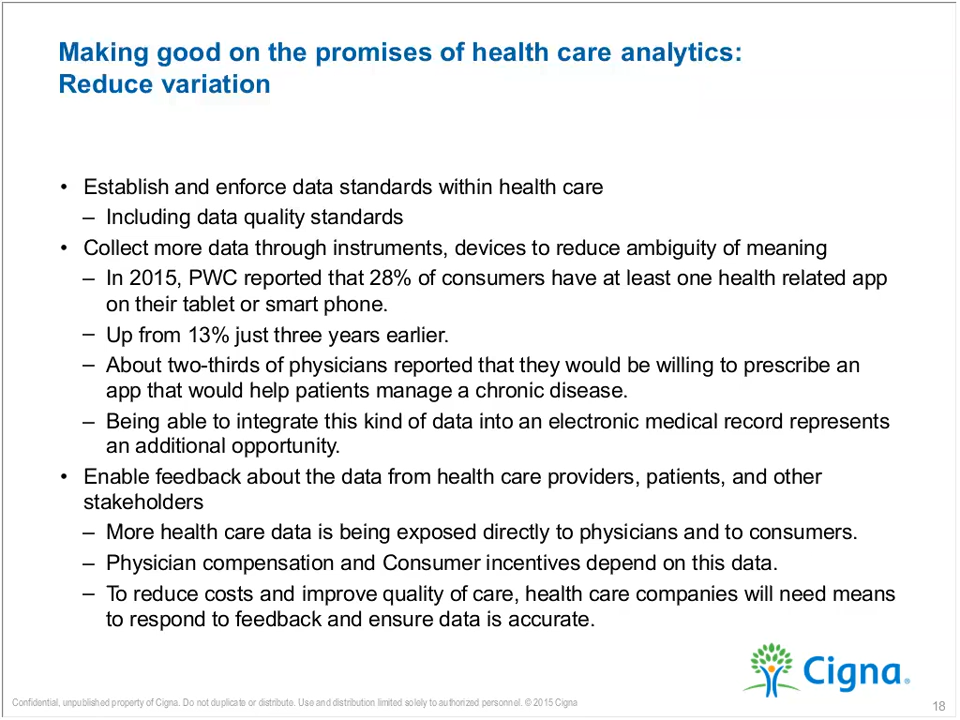 Making good on the promises of health care analytics:
Reduce variation
• Establish and enforce data standards within health care
– Including data quality standards
• Collect more data through instruments, devices to reduce ambiguity of meaning
– In 2015, PWC reported that 28% of consumers have at least one health related app
on their tablet or smart phone.
– Up from 13% just three years earlier.
– About two-thirds of physicians reported that they would be willing to prescribe an
app that would help patients manage a chronic disease.
– Being able to integrate this kind of data into an electronic medical record represents
an additional opportunity.
• Enable feedback about the data from health care providers, patients, and other
stakeholders
– More health care data is being exposed directly to physicians and to consumers.
– Physician compensation and Consumer incentives depend on this data.
– To reduce costs and improve quality of care, health care companies will need means
to respond to feedback and ensure data is accurate.
Cigna®
Confidential, unpublished property of Cigna. Do not duplicate or distribute. Use and distribution limited solely to authorized personnel. © 2015 Cigna
18